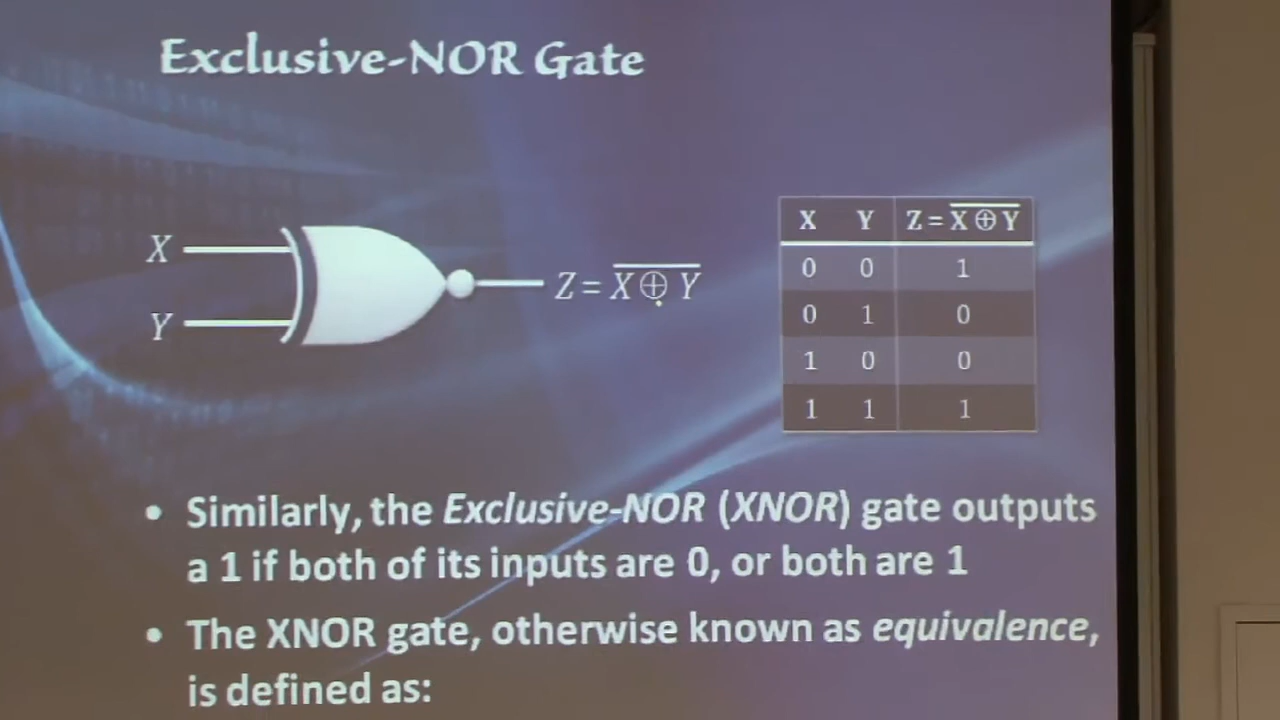 Exclusive-NOR Gate
X
Y
Z = \overline{X ⊕ Y}
X Y Z = \overline{X ⊕ Y}
0 0 1
0 1 0
1 0 0
1 1 1
• Similarly, the Exclusive-NOR (XNOR) gate outputs
a 1 if both of its inputs are 0, or both are 1
• The XNOR gate, otherwise known as equivalence,
is defined as: